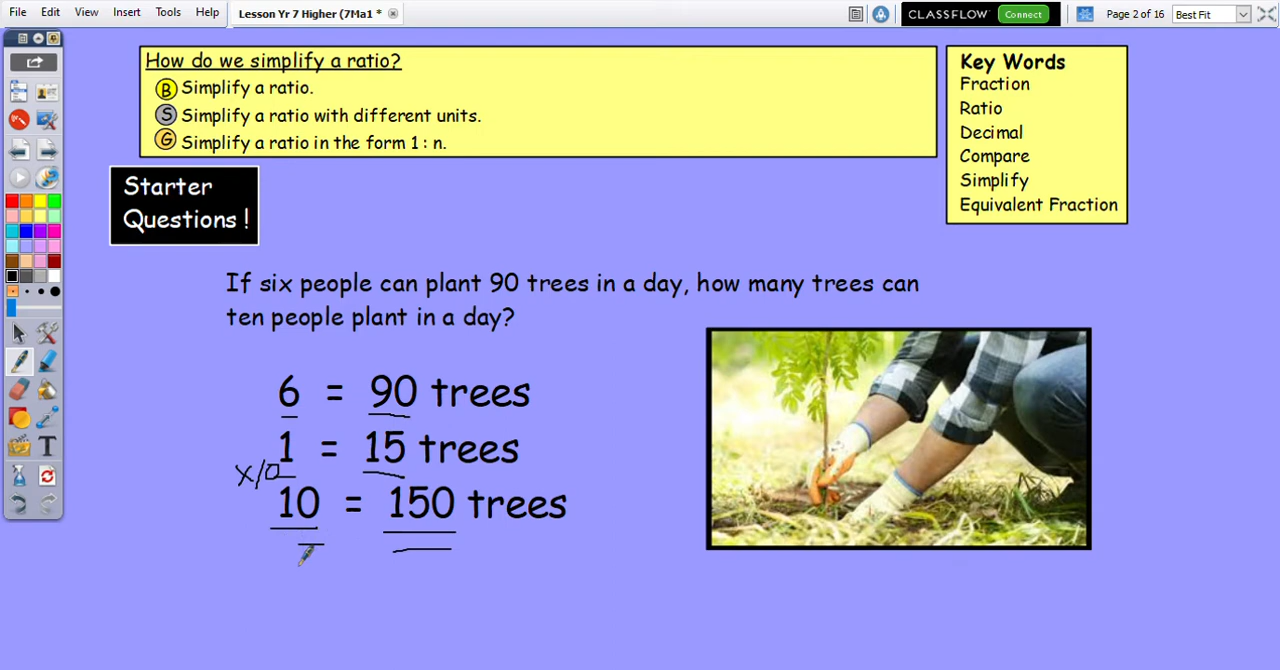 File Edit View Insert Tools Help Lesson Yr 7 Higher (7Ma1 * CLASSFLOW Connect Page 2 of 16 Best Fit
How do we simplify a ratio?
B Simplify a ratio.
S Simplify a ratio with different units.
G Simplify a ratio in the form 1 : n.
Key Words
Fraction
Ratio
Decimal
Compare
Simplify
Equivalent Fraction
Starter
Questions !
If six people can plant 90 trees in a day, how many trees can
ten people plant in a day?
6 = 90 trees
1 = 15 trees
x10
10 = 150 trees
T